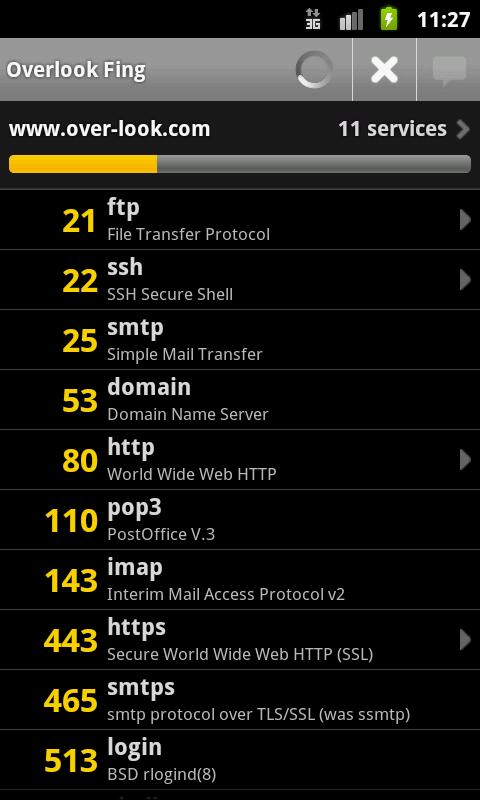 3G 11:27
Overlook Fing
www.over-look.com 11 services
21 ftp
File Transfer Protocol
22 ssh
SSH Secure Shell
25 smtp
Simple Mail Transfer
53 domain
Domain Name Server
80 http
World Wide Web HTTP
110 pop3
PostOffice V.3
143 imap
Interim Mail Access Protocol v2
443 https
Secure World Wide Web HTTP (SSL)
465 smtps
smtp protocol over TLS/SSL (was ssmtp)
513 login
BSD rlogind(8)